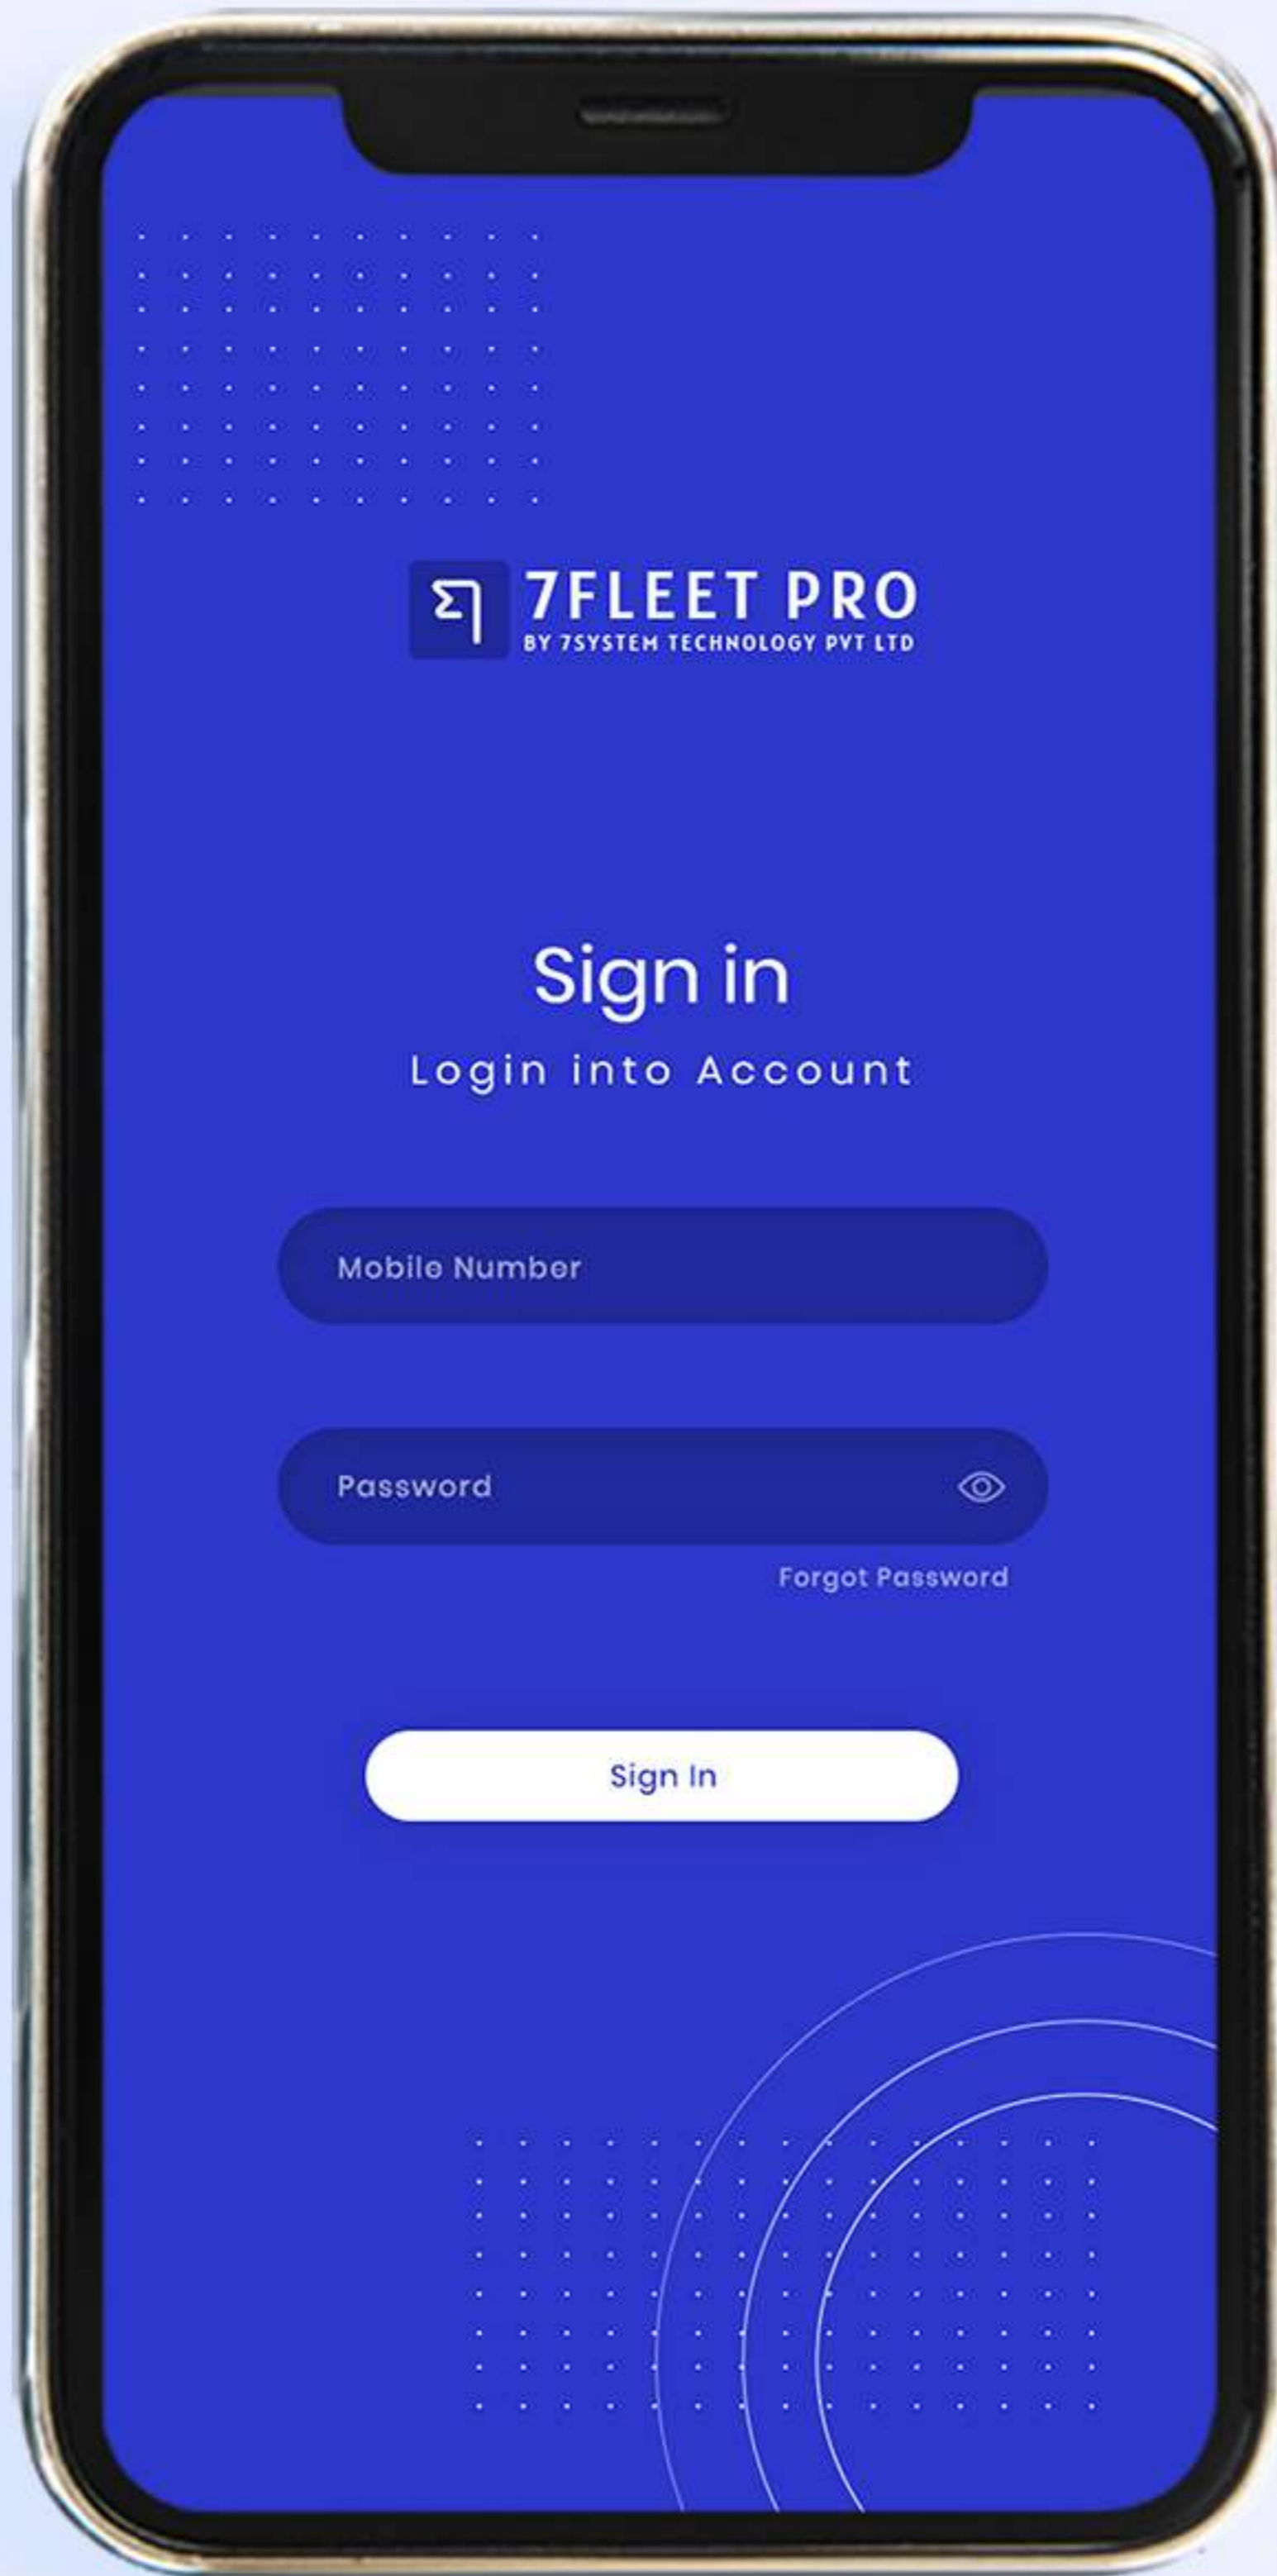 7FLEET PRO
BY 7SYSTEM TECHNOLOGY PVT LTD
Sign in
Login into Account
Mobile Number
Password
Forgot Password
Sign In